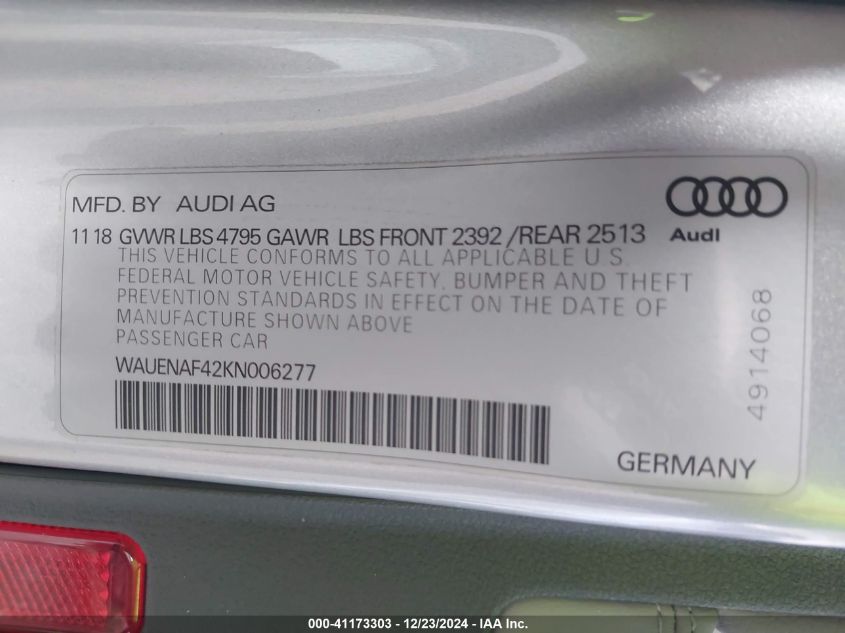 MFD. BY AUDI AG
11 18 GVWR LBS 4795 GAWR LBS FRONT 2392 /REAR 2513
Audi
THIS VEHICLE CONFORMS TO ALL APPLICABLE U S.
FEDERAL MOTOR VEHICLE SAFETY, BUMPER AND THEFT
PREVENTION STANDARDS IN EFFECT ON THE DATE OF
MANUFACTURE SHOWN ABOVE
PASSENGER CAR
WAUENAF42KN006277
4914068
GERMANY
000-41173303 - 12/23/2024 - IAA Inc.